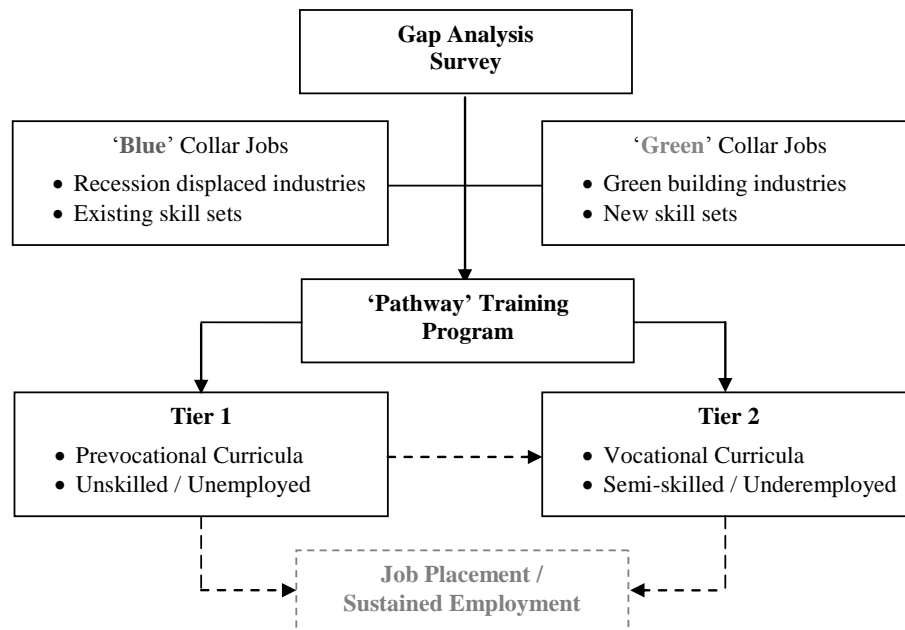 Gap Analysis
Survey
‘Blue’ Collar Jobs
• Recession displaced industries
• Existing skill sets
‘Green’ Collar Jobs
• Green building industries
• New skill sets
‘Pathway’ Training
Program
Tier 1
• Prevocational Curricula
• Unskilled / Unemployed
Tier 2
• Vocational Curricula
• Semi-skilled / Underemployed
Job Placement /
Sustained Employment